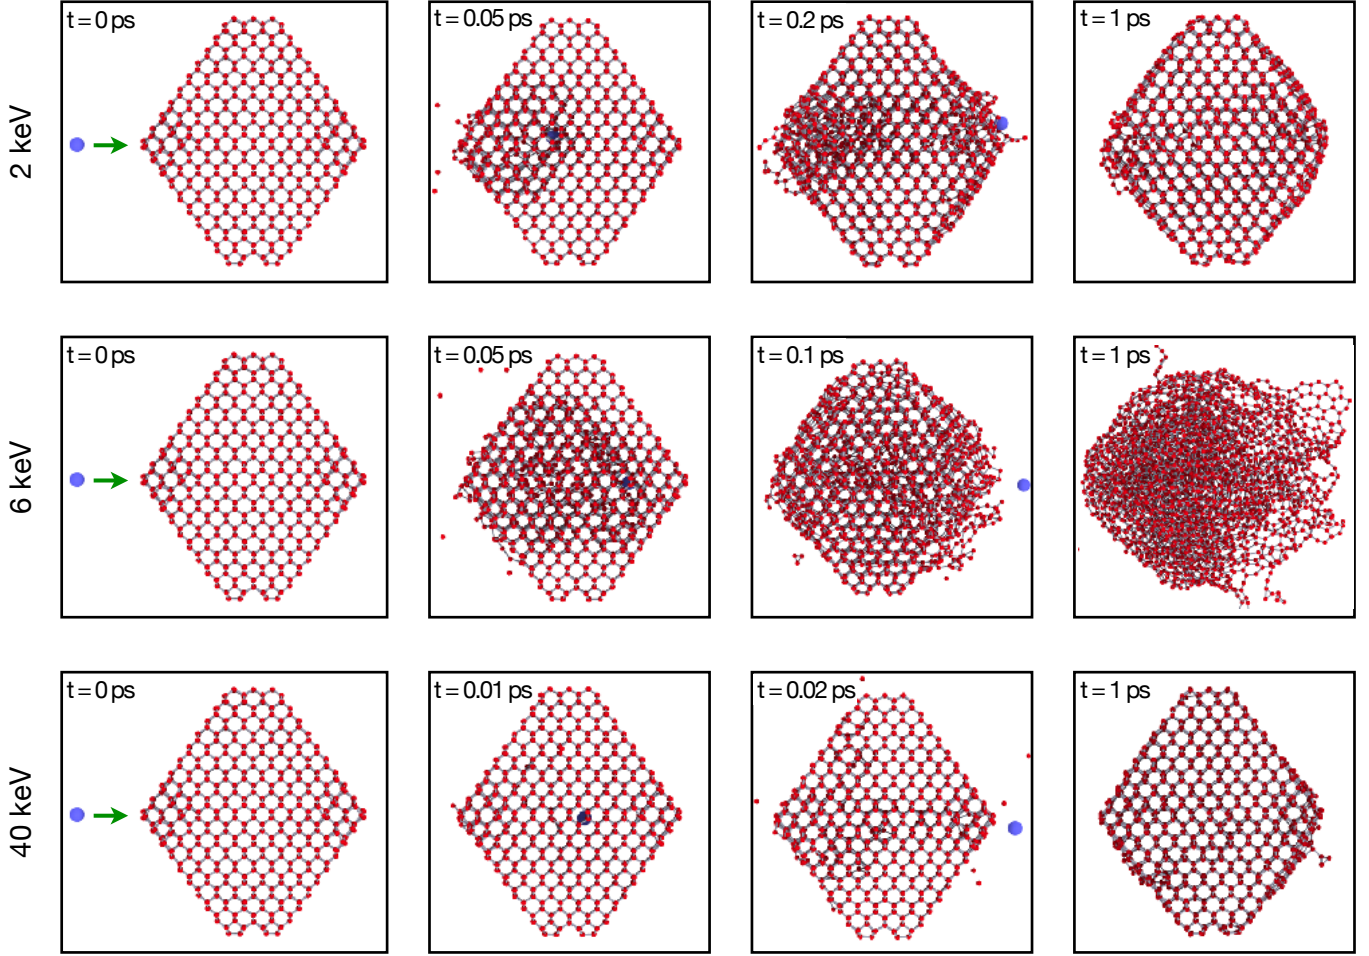 2 keV
t = 0 ps
t = 0.05 ps
t = 0.2 ps
t = 1 ps
6 keV
t = 0 ps
t = 0.05 ps
t = 0.1 ps
t = 1 ps
40 keV
t = 0 ps
t = 0.01 ps
t = 0.02 ps
t = 1 ps